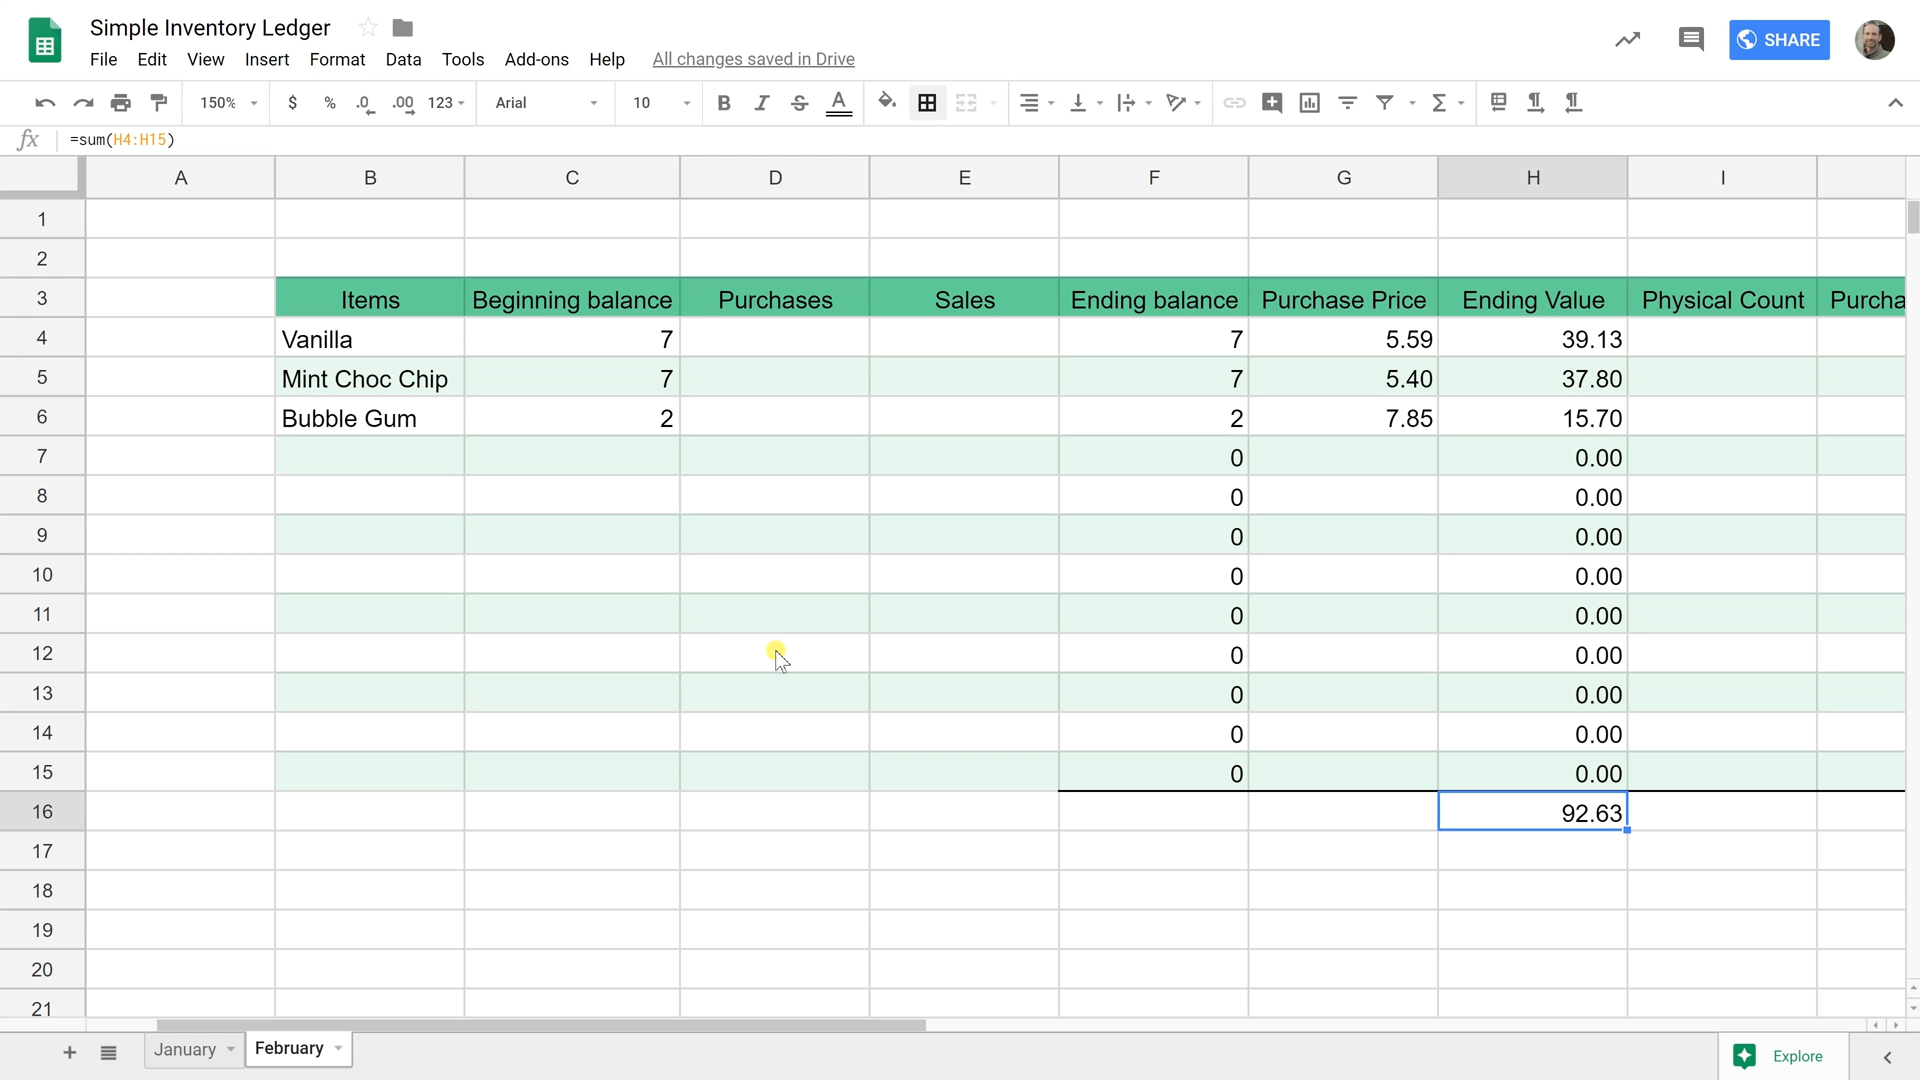 Simple Inventory Ledger
File Edit View Insert Format Data Tools Add-ons Help All changes saved in Drive
SHARE
150% $ % .0 .00 123 Arial 10 B I S A
fx =sum(H4:H15)
A B C D E F G H I
1
2
3 Items Beginning balance Purchases Sales Ending balance Purchase Price Ending Value Physical Count Purcha
4 Vanilla 7 7 5.59 39.13
5 Mint Choc Chip 7 7 5.40 37.80
6 Bubble Gum 2 2 7.85 15.70
7 0 0.00
8 0 0.00
9 0 0.00
10 0 0.00
11 0 0.00
12 0 0.00
13 0 0.00
14 0 0.00
15 0 0.00
16 92.63
17
18
19
20
21
January February Explore